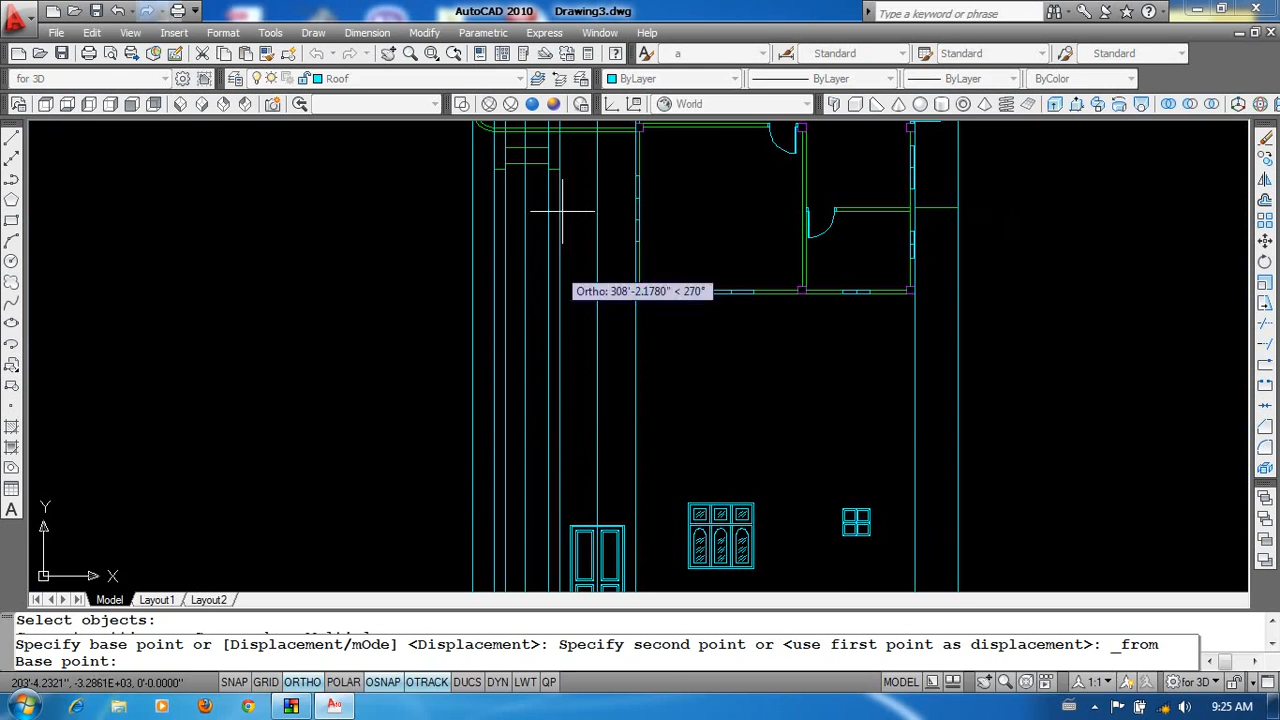 AutoCAD 2010 Drawing3.dwg
Type a keyword or phrase
File Edit View Insert Format Tools Draw Dimension Modify Parametric Express Window Help
a Standard Standard Standard
for 3D Roof ByLayer ByLayer ByLayer ByColor
World
Ortho: 308'-2.1780" < 270°
Y
X
Model Layout1 Layout2
Select objects:
Specify base point or [Displacement/mOde] <Displacement>: Specify second point or <use first point as displacement>: _from
Base point:
203'-4.2321", -3.2861E+03, 0'-0.0000" SNAP GRID ORTHO POLAR OSNAP OTRACK DUCS DYN LWT QP MODEL 1:1 for 3D
9:25 AM